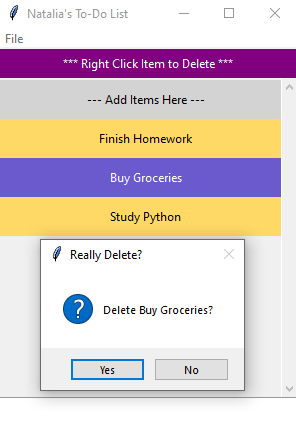 Natalia's To-Do List
File
*** Right Click Item to Delete ***
--- Add Items Here ---
Finish Homework
Buy Groceries
Study Python
Really Delete?
Delete Buy Groceries?
Yes
No